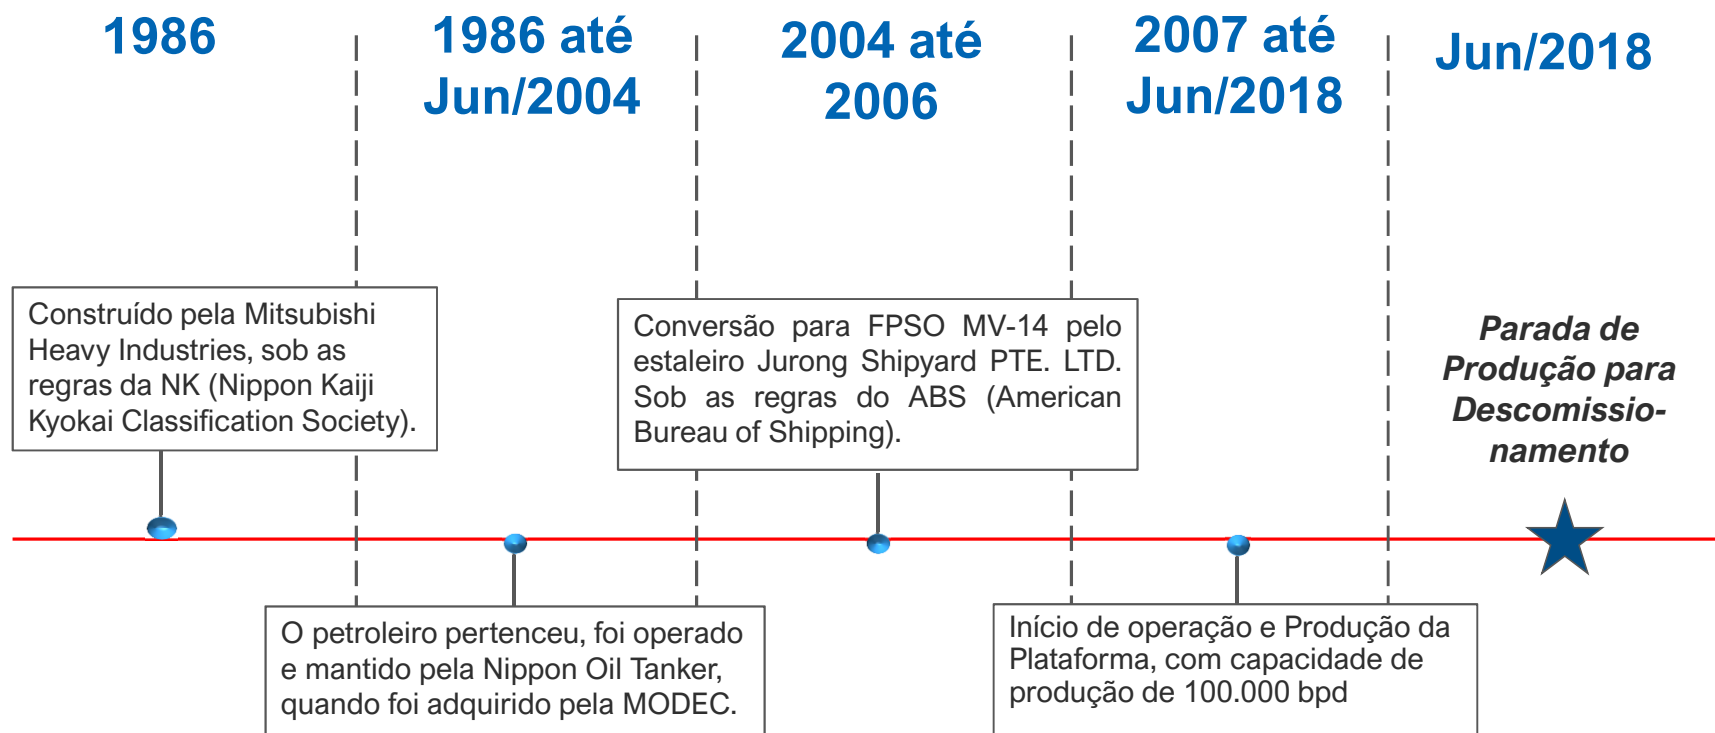 1986
1986 até
Jun/2004
2004 até
2006
2007 até
Jun/2018
Jun/2018
Construído pela Mitsubishi
Heavy Industries, sob as
regras da NK (Nippon Kaiji
Kyokai Classification Society).
O petroleiro pertenceu, foi operado
e mantido pela Nippon Oil Tanker,
quando foi adquirido pela MODEC.
Conversão para FPSO MV-14 pelo
estaleiro Jurong Shipyard PTE. LTD.
Sob as regras do ABS (American
Bureau of Shipping).
Início de operação e Produção da
Plataforma, com capacidade de
produção de 100.000 bpd
Parada de
Produção para
Descomissio-
namento